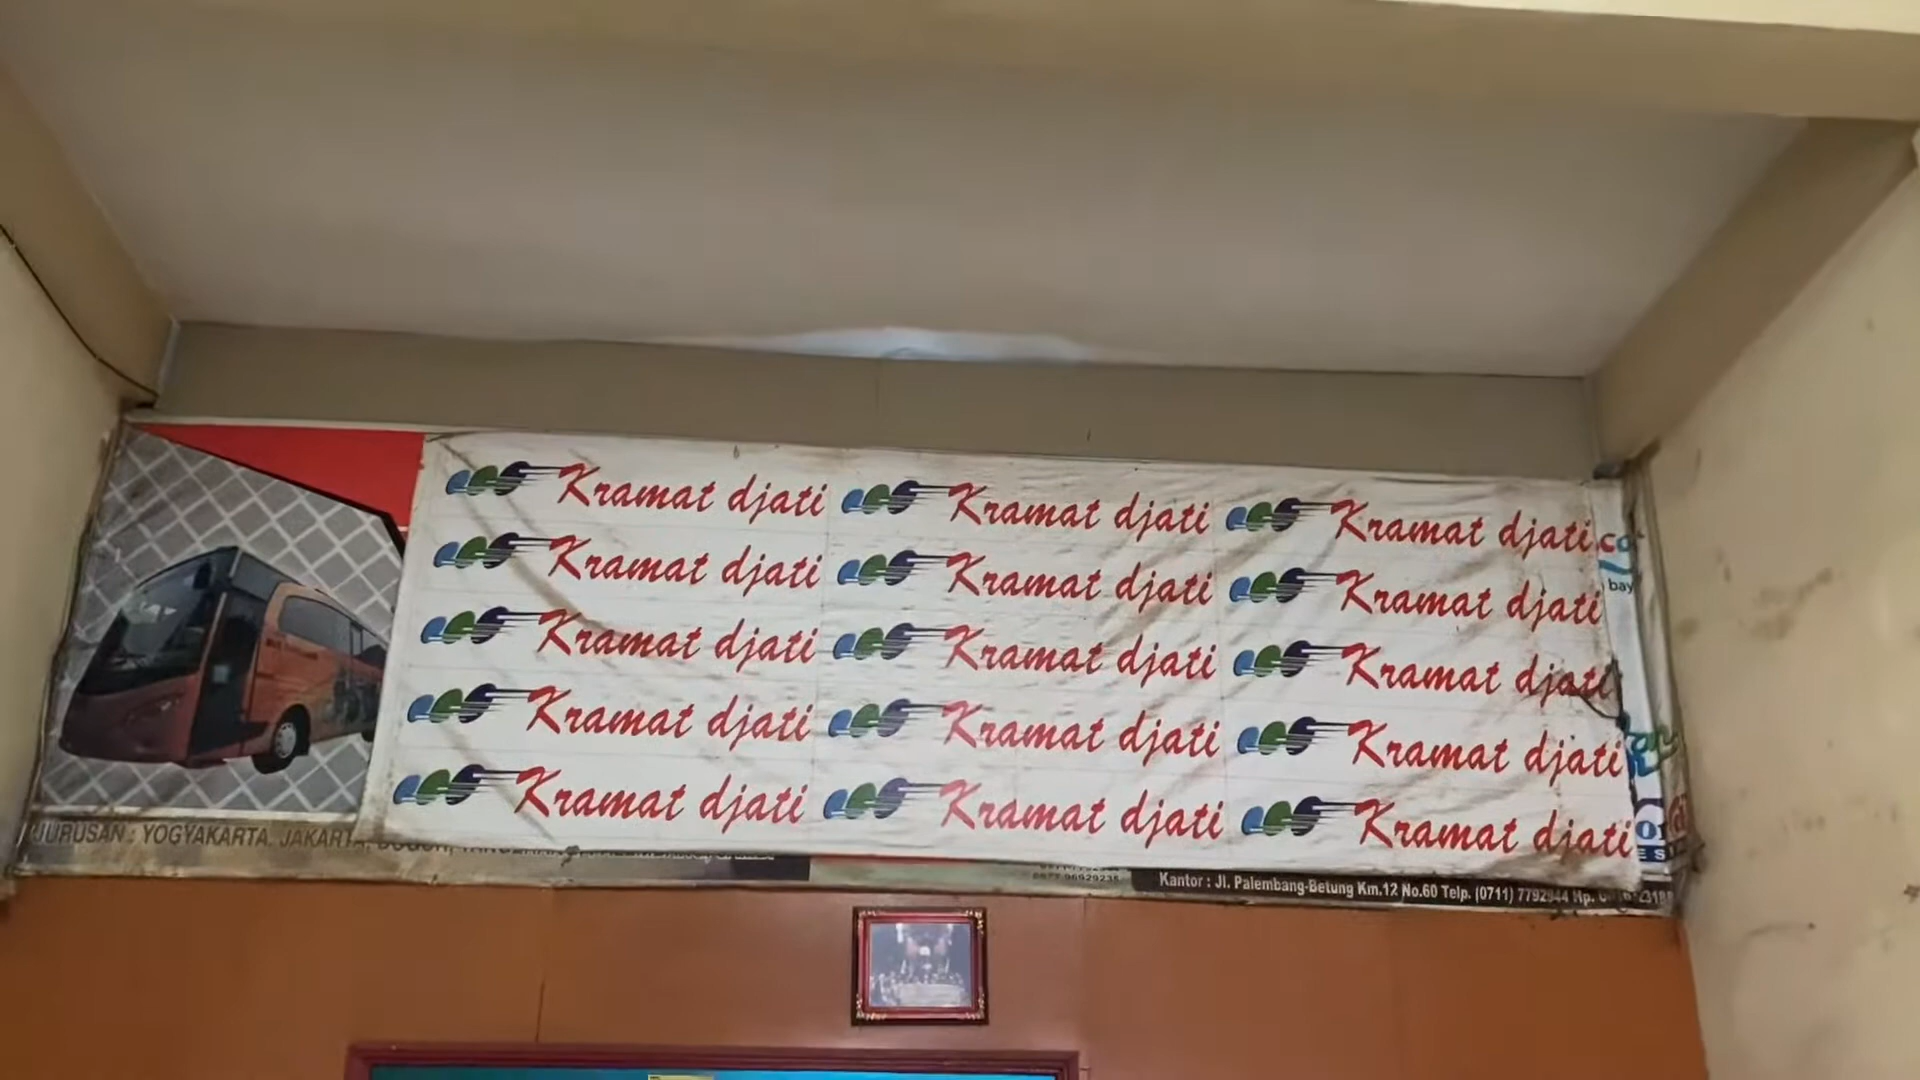 Kramat djati Kramat djati Kramat djati
Kramat djati Kramat djati Kramat djati
Kramat djati Kramat djati Kramat djati
Kramat djati Kramat djati Kramat djati
Kramat djati Kramat djati Kramat djati
JURUSAN : YOGYAKARTA, JAKARTA,
Kantor : Jl. Palembang-Betung Km.12 No.60 Telp. (0711) 7792944 Hp.